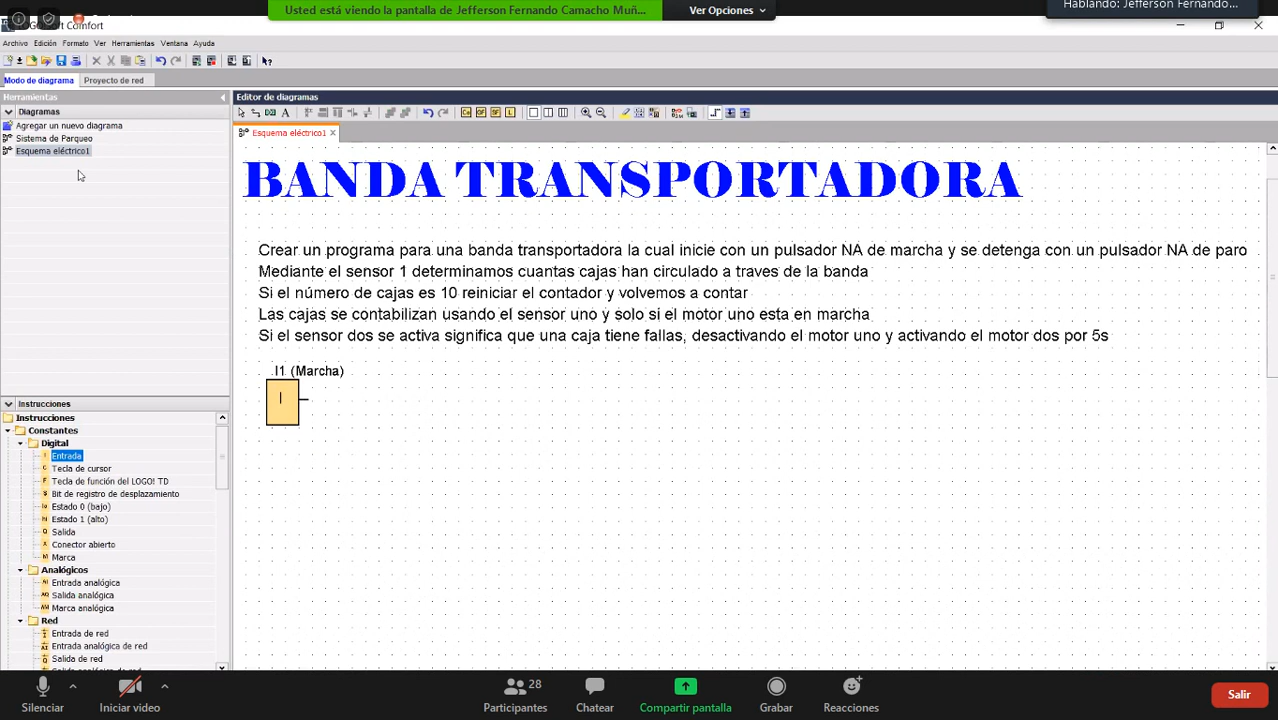 Usted está viendo la pantalla de Jefferson Fernando Camacho Muñ...
Ver Opciones
Hablando: Jefferson Fernando...
Comfort
Archivo Edición Formato Ver Herramientas Ventana Ayuda
Modo de diagrama Proyecto de red
Herramientas
Diagramas
Agregar un nuevo diagrama
Sistema de Parqueo
Esquema eléctrico1
Instrucciones
Instrucciones
Constantes
Digital
I Entrada
C Tecla de cursor
F Tecla de función del LOGO! TD
S Bit de registro de desplazamiento
lo Estado 0 (bajo)
hi Estado 1 (alto)
Q Salida
X Conector abierto
M Marca
Analógicos
AI Entrada analógica
AQ Salida analógica
AM Marca analógica
Red
Entrada de red
Entrada analógica de red
Salida de red
Salida analógica de red
Editor de diagramas
Esquema eléctrico1
BANDA TRANSPORTADORA
Crear un programa para una banda transportadora la cual inicie con un pulsador NA de marcha y se detenga con un pulsador NA de paro
Mediante el sensor 1 determinamos cuantas cajas han circulado a traves de la banda
Si el número de cajas es 10 reiniciar el contador y volvemos a contar
Las cajas se contabilizan usando el sensor uno y solo si el motor uno esta en marcha
Si el sensor dos se activa significa que una caja tiene fallas, desactivando el motor uno y activando el motor dos por 5s
I1 (Marcha)
I
Silenciar
Iniciar video
28
Participantes
Chatear
Compartir pantalla
Grabar
Reacciones
Salir